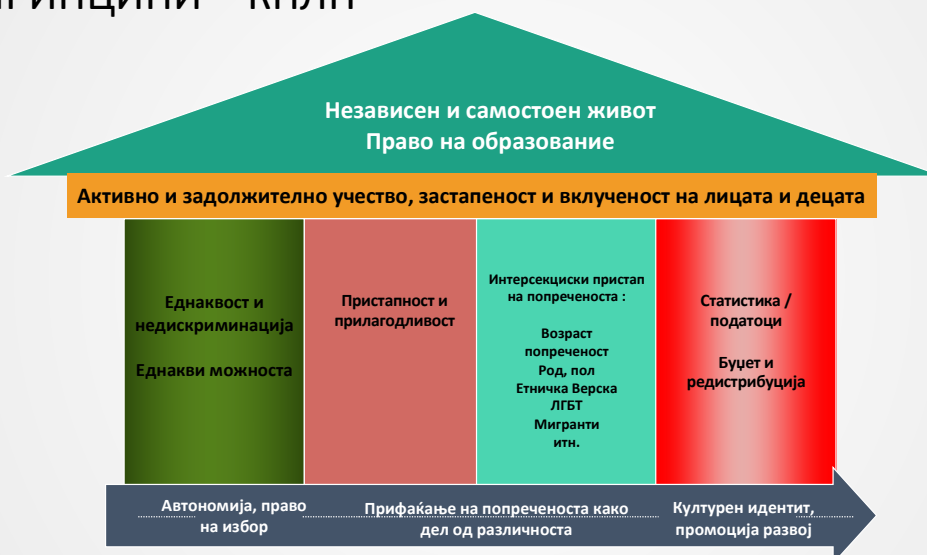 Независен и самостоен живот
Право на образование
Активно и задолжително учество, застапеност и вклученост на лицата и децата
Еднаквост и
недискриминација
Еднакви можноста
Пристапност и
прилагодливост
Интерсекциски пристап
на попреченоста :
Возраст
попреченост
Род, пол
Етничка Верска
ЛГБТ
Мигранти
итн.
Статистика /
податоци
Буџет и
редистрибуција
Автономија, право
на избор
Прифаќање на попреченоста како
дел од различноста
Културен идентит,
промоција развој